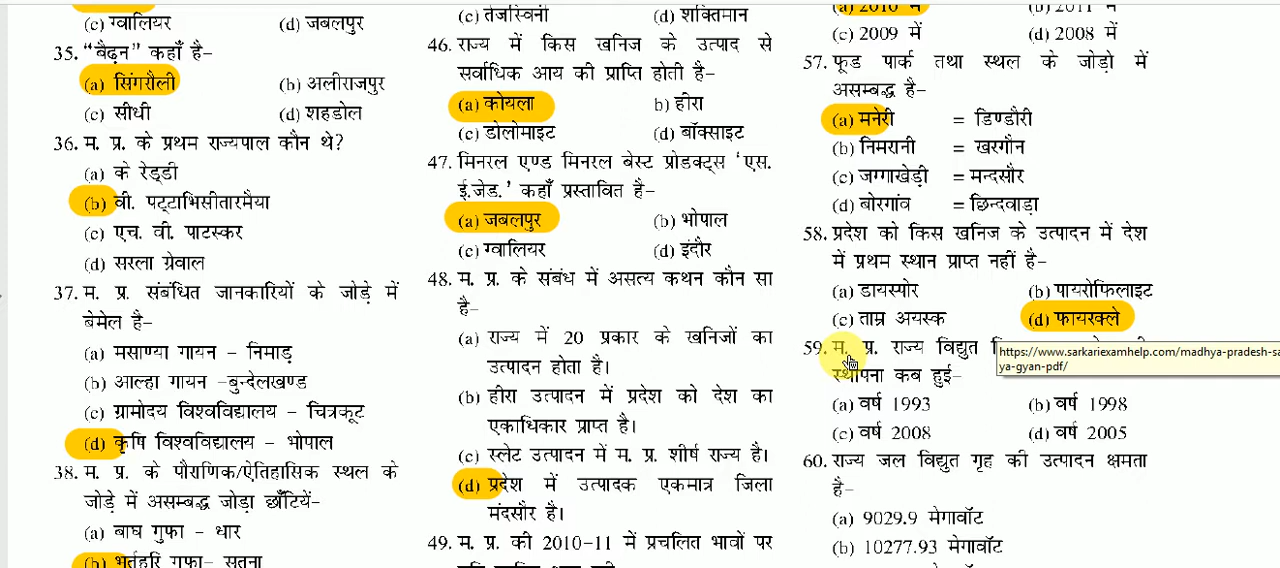 (c) ग्वालियर (d) जबलपुर
35. “बैढ़न” कहाँ है-
(a) सिंगरौली (b) अलीराजपुर
(c) सीधी (d) शहडोल
36. म. प्र. के प्रथम राज्यपाल कौन थे?
(a) के रेड्डी
(b) वी. पट्टाभिसीतारमैया
(c) एच. वी. पाटस्कर
(d) सरला ग्रेवाल
37. म. प्र. संबंधित जानकारियों के जोड़े में
बेमेल है-
(a) मसाण्या गायन - निमाड़
(b) आल्हा गायन -बुन्देलखण्ड
(c) ग्रामोदय विश्वविद्यालय - चित्रकूट
(d) कृषि विश्वविद्यालय - भोपाल
38. म. प्र. के पौराणिक/ऐतिहासिक स्थल के
जोड़े में असम्बद्ध जोड़ा छाँटियें-
(a) बाघ गुफा - धार
(b) भर्तृहरि गुफा- सतना
(c) तेजस्विनी (d) शक्तिमान
46. राज्य में किस खनिज के उत्पाद से
सर्वाधिक आय की प्राप्ति होती है-
(a) कोयला b) हीरा
(c) डोलोमाइट (d) बॉक्साइट
47. मिनरल एण्ड मिनरल बेस्ट प्रोडक्ट्स ‘एस.
ई.जेड.’ कहाँ प्रस्तावित है-
(a) जबलपुर (b) भोपाल
(c) ग्वालियर (d) इंदौर
48. म. प्र. के संबंध में असत्य कथन कौन सा
है-
(a) राज्य में 20 प्रकार के खनिजों का
उत्पादन होता है।
(b) हीरा उत्पादन में प्रदेश को देश का
एकाधिकार प्राप्त है।
(c) स्लेट उत्पादन में म. प्र. शीर्ष राज्य है।
(d) प्रदेश में उत्पादक एकमात्र जिला
मंदसौर है।
49. म. प्र. की 2010-11 में प्रचलित भावों पर
(a) 2010 में (b) 2011 में
(c) 2009 में (d) 2008 में
57. फूड पार्क तथा स्थल के जोड़ो में
असम्बद्ध है-
(a) मनेरी = डिण्डौरी
(b) निमरानी = खरगौन
(c) जग्गाखेड़ी = मन्दसौर
(d) बोरगांव = छिन्दवाड़ा
58. प्रदेश को किस खनिज के उत्पादन में देश
में प्रथम स्थान प्राप्त नहीं है-
(a) डायस्पोर (b) पायरोफिलाइट
(c) ताम्र अयस्क (d) फायरक्ले
59. म. प्र. राज्य विद्युत
https://www.sarkariexamhelp.com/madhya-pradesh-sa
ya-gyan-pdf/
स्थापना कब हुई-
(a) वर्ष 1993 (b) वर्ष 1998
(c) वर्ष 2008 (d) वर्ष 2005
60. राज्य जल विद्युत गृह की उत्पादन क्षमता
है-
(a) 9029.9 मेगावॉट
(b) 10277.93 मेगावॉट